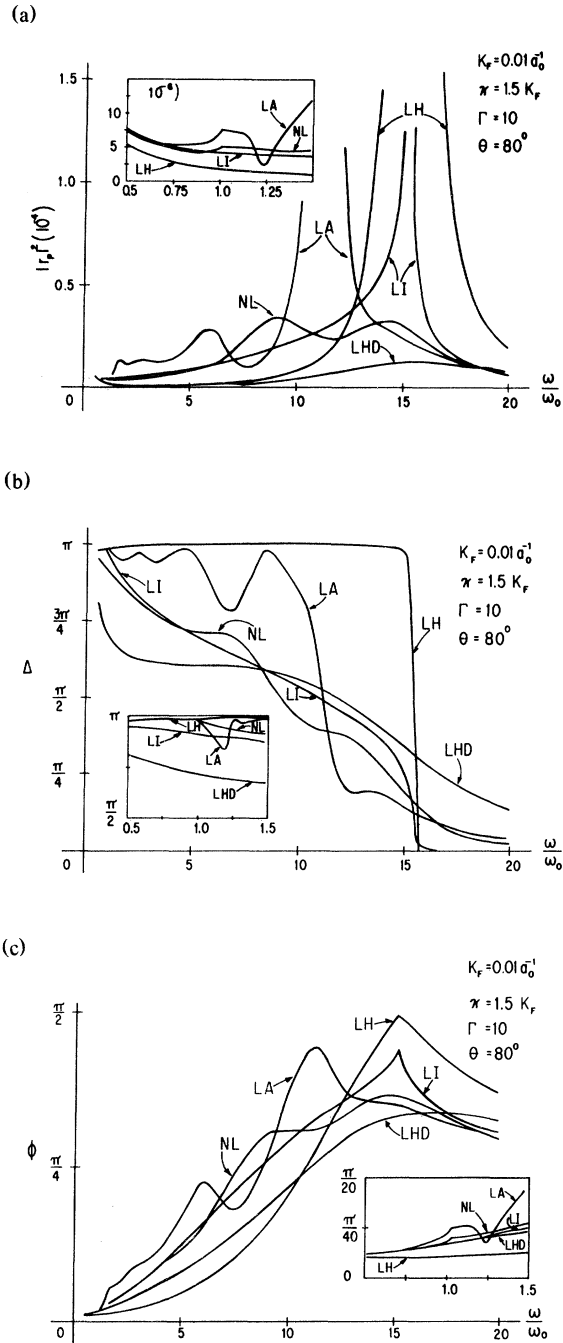 (a)
K_F = 0.01 a_0^-1
ϰ = 1.5 K_F
Γ = 10
θ = 80°
1.5
1.0
0.5
0
|r_p|² (10⁻⁴)
10⁻⁶)
10
5
0
0.5 0.75 1.0 1.25
LA
NL
LI
LH
LH
LA
LI
NL
LHD
5 10 15 20
ω/ω₀
(b)
K_F = 0.01 a_0^-1
ϰ = 1.5 K_F
Γ = 10
θ = 80°
π
3π/4
π/2
π/4
0
Δ
LI
NL
LA
LH
LI
LHD
π
π/2
LH
NL
LI
LA
LHD
0.5 1.0 1.5
5 10 15 20
ω/ω₀
(c)
K_F = 0.01 a_0^-1
ϰ = 1.5 K_F
Γ = 10
θ = 80°
π/2
π/4
0
ϕ
LH
LI
LA
NL
LHD
π/20
π/40
0
LA
NL
LI
LHD
LH
1.0 1.5
5 10 15 20
ω/ω₀